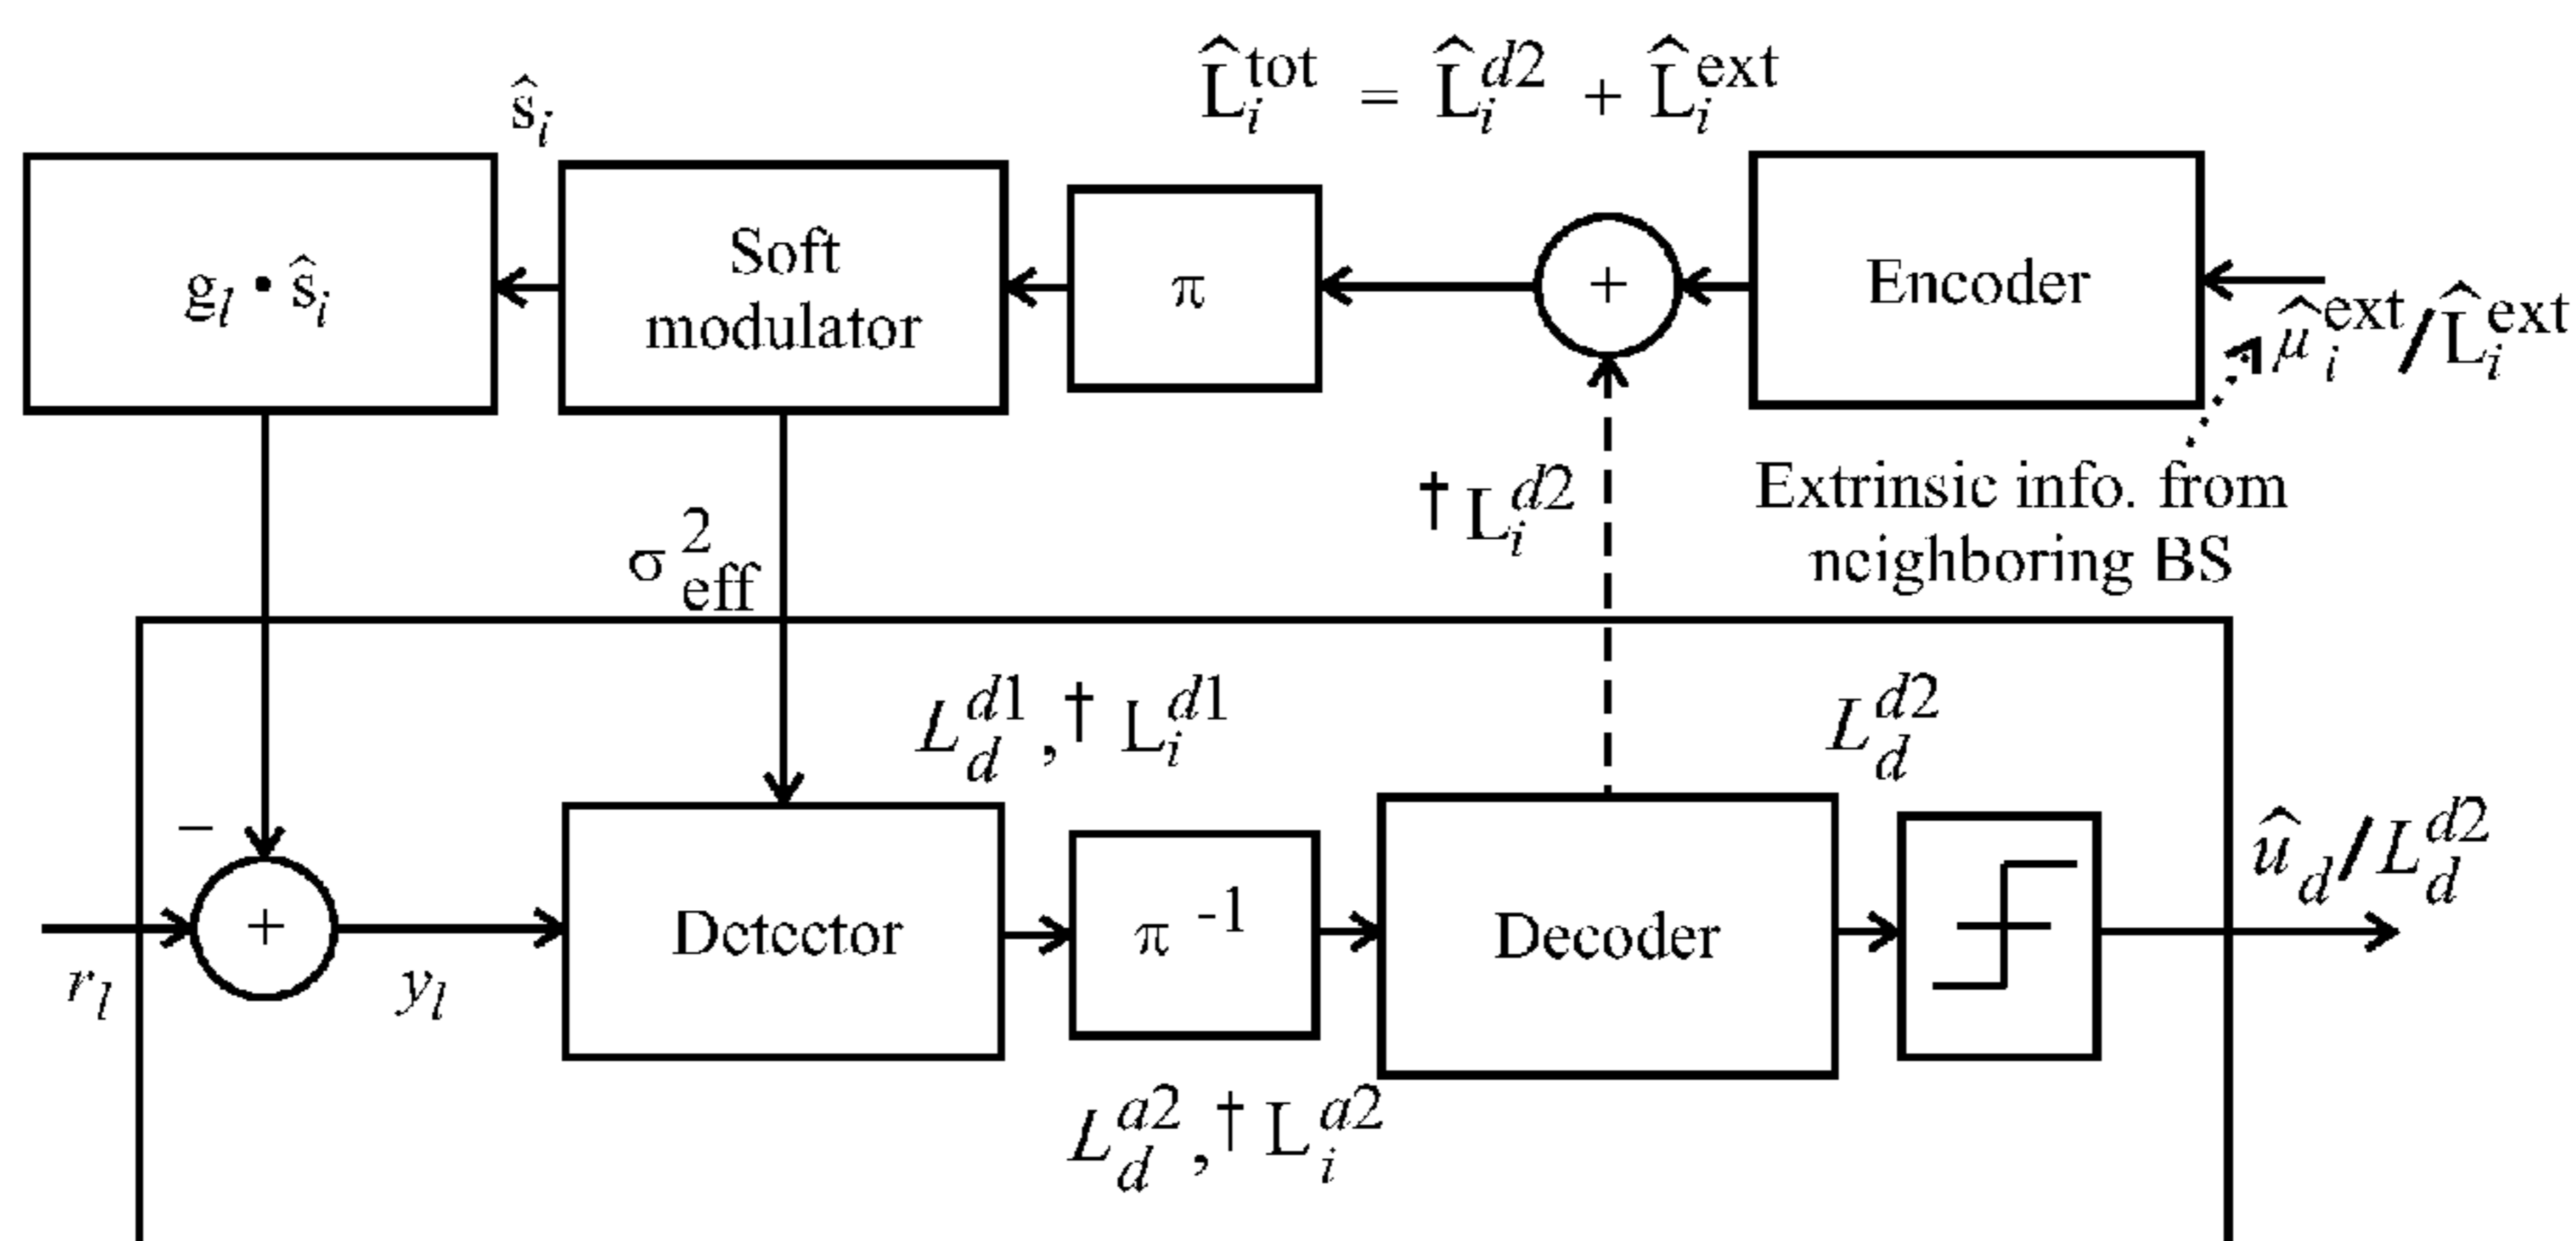 L̂_i^tot = L̂_i^d2 + L̂_i^ext
ŝ_i
g_l • ŝ_i
Soft
modulator
π
+
Encoder
μ̂_i^ext/L̂_i^ext
Extrinsic info. from
neighboring BS
† L_i^d2
σ_eff^2
L_d^d1,† L_i^d1
L_d^d2
−
r_l
+
y_l
Detector
π^-1
Decoder
û_d/L_d^d2
L_d^a2,† L_i^a2